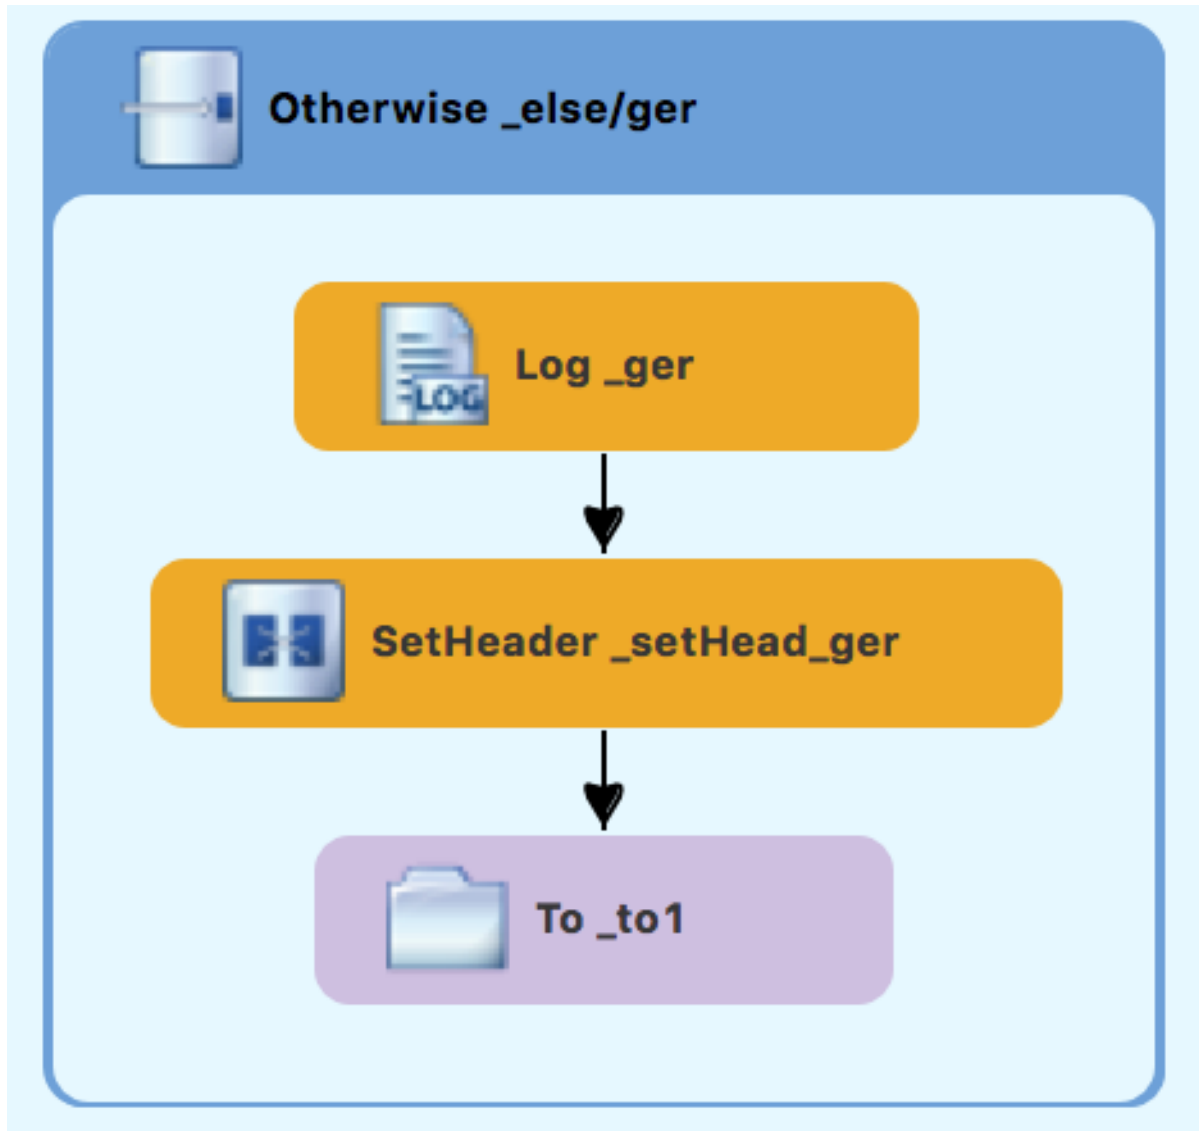 Otherwise _else/ger
LOG
Log _ger
SetHeader _setHead_ger
To _to1